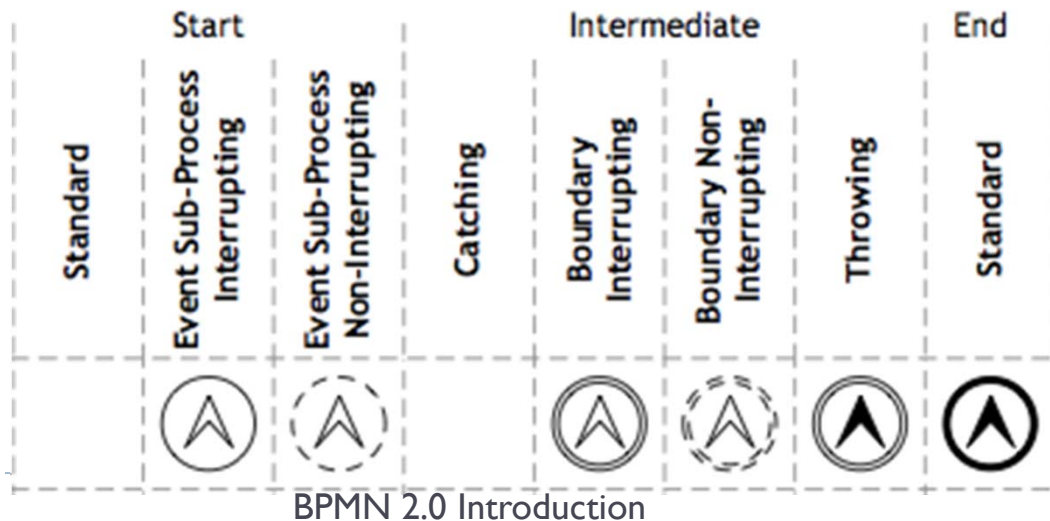 Start
Intermediate
End
Standard
Event Sub-Process
Interrupting
Event Sub-Process
Non-Interrupting
Catching
Boundary
Interrupting
Boundary Non-
Interrupting
Throwing
Standard
BPMN 2.0 Introduction